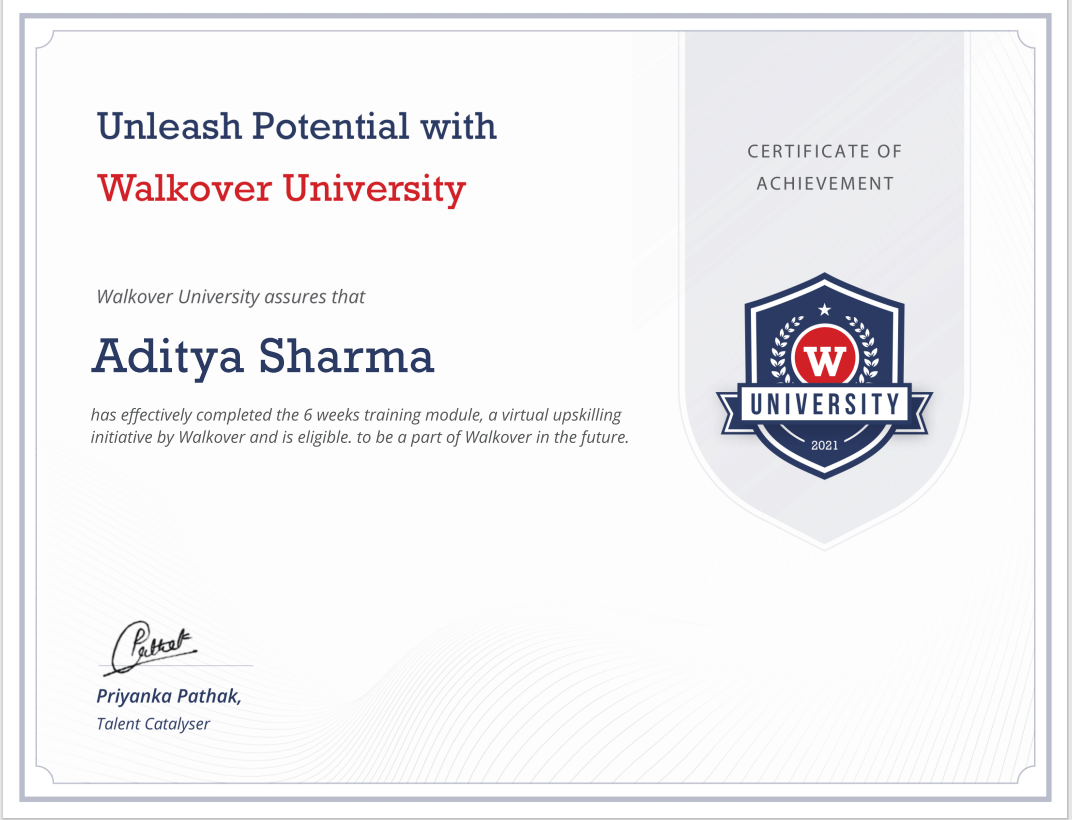 Unleash Potential with
Walkover University
CERTIFICATE OF
ACHIEVEMENT
Walkover University assures that
Aditya Sharma
has effectively completed the 6 weeks training module, a virtual upskilling
initiative by Walkover and is eligible. to be a part of Walkover in the future.
W
UNIVERSITY
2021
Pathak
Priyanka Pathak,
Talent Catalyser